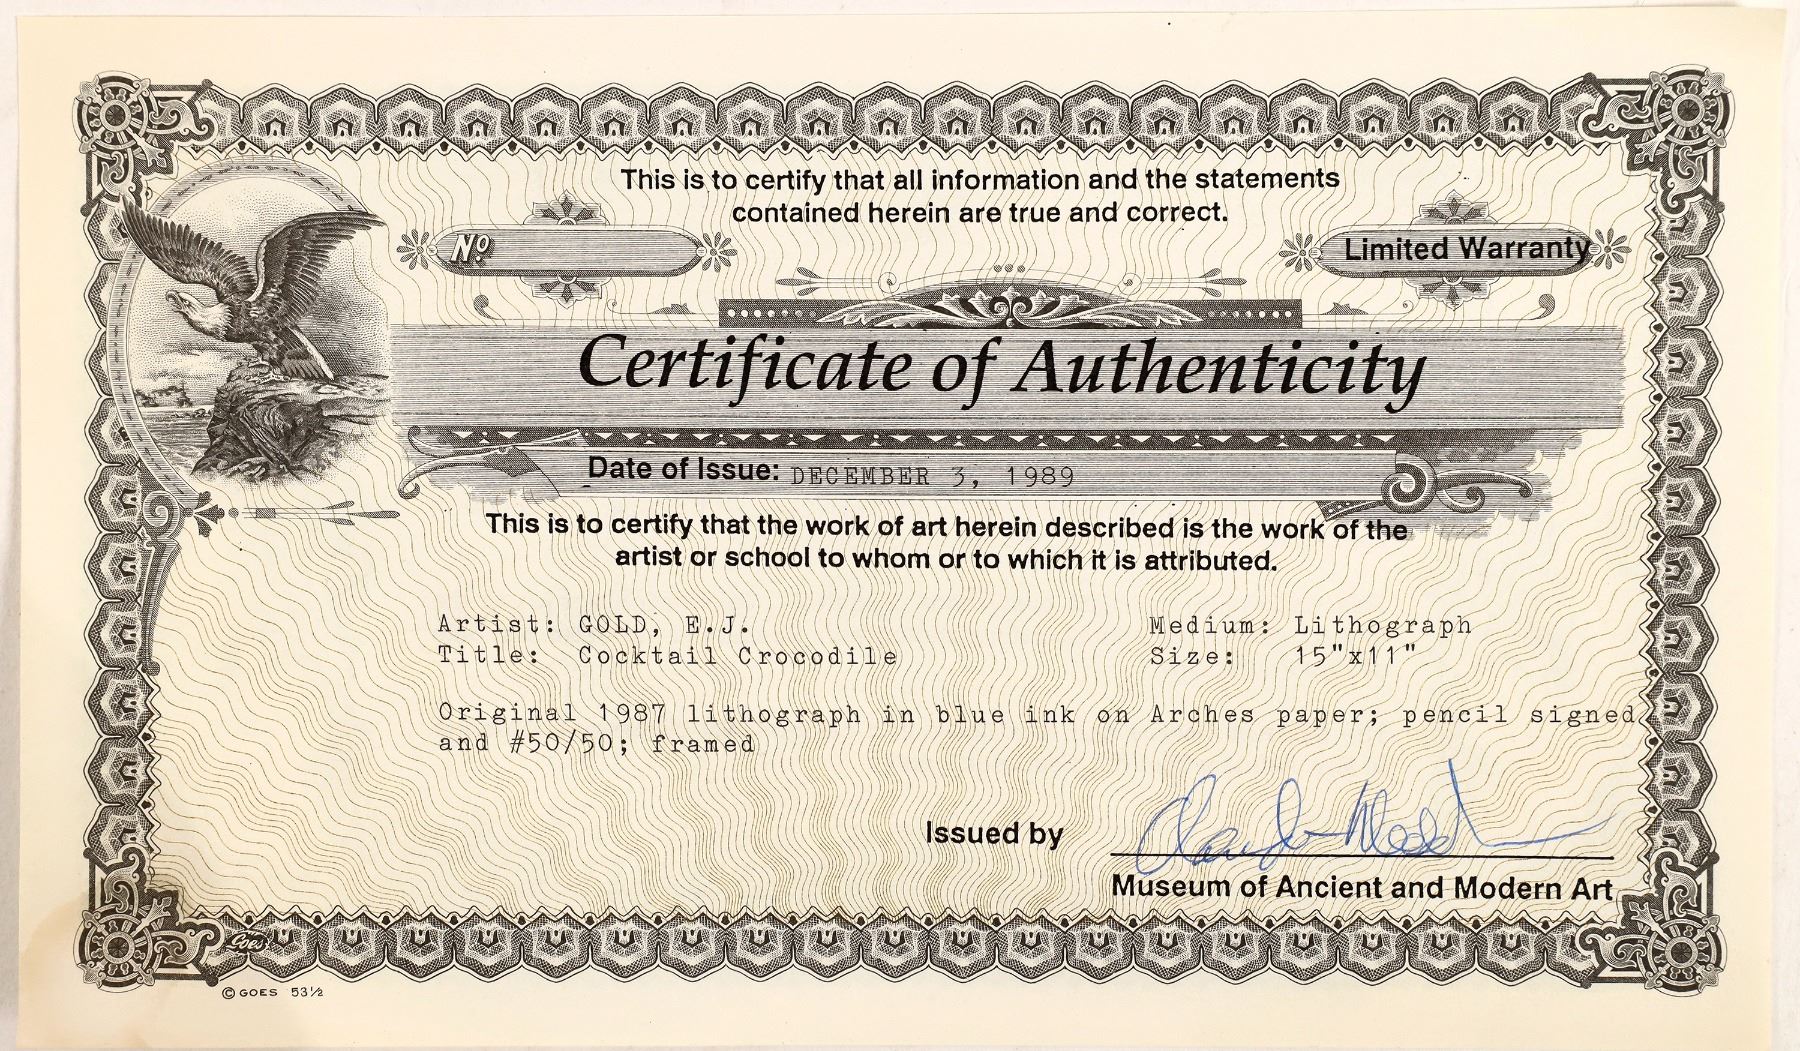 This is to certify that all information and the statements
contained herein are true and correct.
Nº
Limited Warranty
Certificate of Authenticity
Date of Issue: DECEMBER 3, 1989
This is to certify that the work of art herein described is the work of the
artist or school to whom or to which it is attributed.
Artist: GOLD, E.J.
Medium: Lithograph
Title: Cocktail Crocodile
Size: 15"x11"
Original 1987 lithograph in blue ink on Arches paper; pencil signed
and #50/50; framed
Issued by
Museum of Ancient and Modern Art
Goes
© GOES 53½